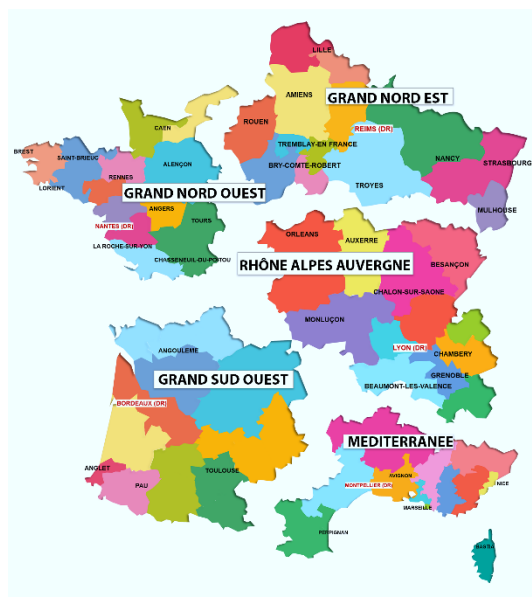 LILLE
AMIENS
GRAND NORD EST
ROUEN
REIMS (DR)
TREMBLAY-EN FRANCE
BRY-COMTE-ROBERT
NANCY
STRASBOURG
TROYES
MULHOUSE
CAEN
BREST
SAINT-BRIEUC
ALENÇON
RENNES
LORIENT
GRAND NORD OUEST
ANGERS
NANTES (DR)
TOURS
LA ROCHE-SUR-YON
CHASSENEUIL-DU-POITOU
ORLEANS
AUXERRE
RHÔNE ALPES AUVERGNE
BESANÇON
CHALON-SUR-SAONE
MONLUÇON
LYON (DR)
CHAMBERY
GRENOBLE
BEAUMONT-LES-VALENCE
ANGOULEME
GRAND SUD OUEST
BORDEAUX (DR)
ANGLET
PAU
TOULOUSE
MEDITERRANEE
AVIGNON
MONTPELLIER (DR)
NICE
MARSEILLE
PERPIGNAN
BASTIA